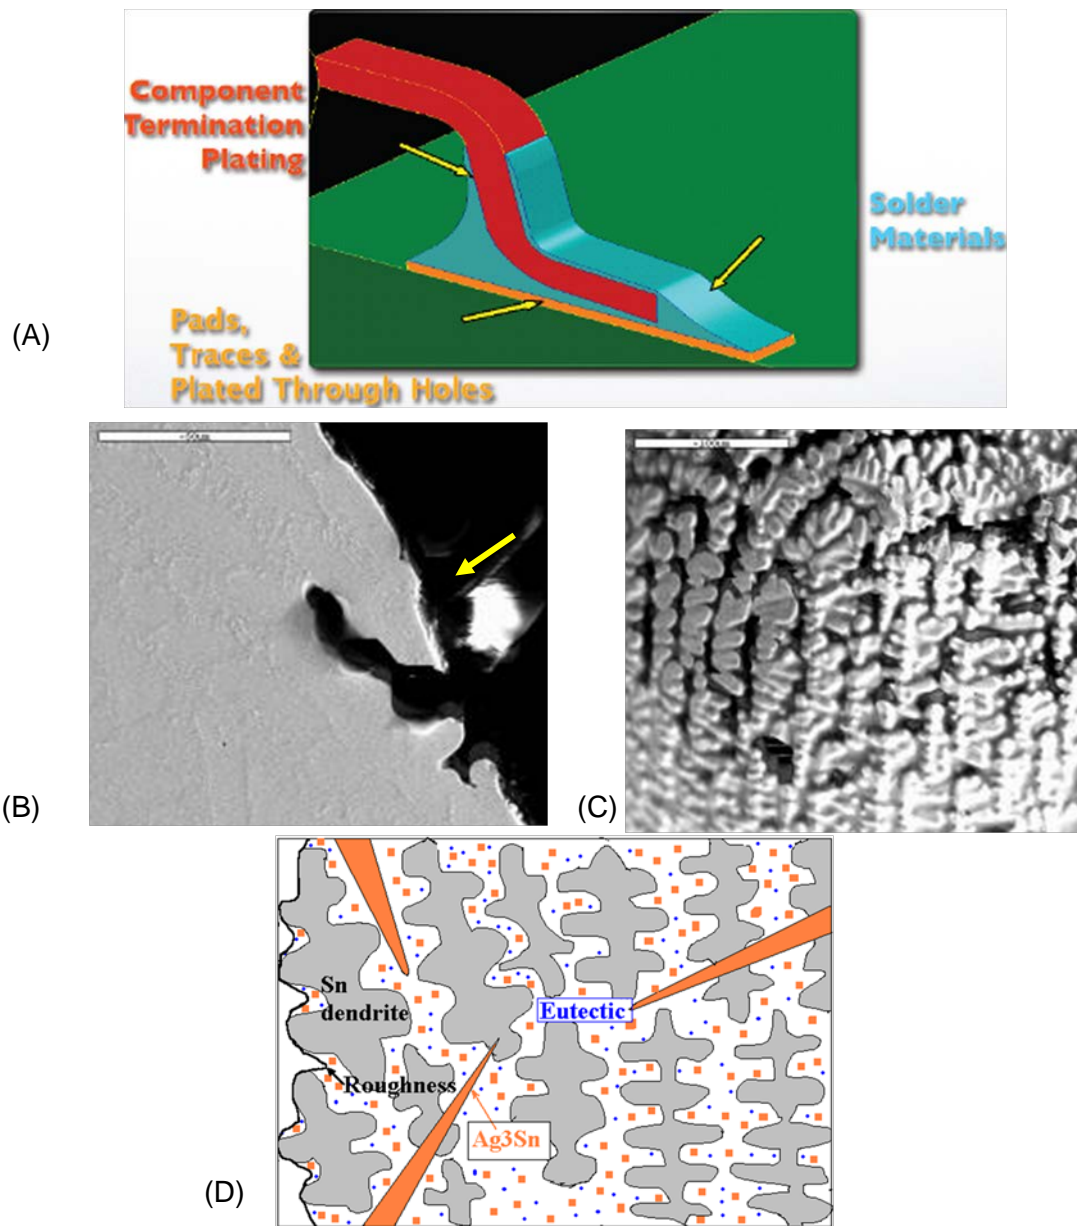 Component
Termination
Plating
Solder
Materials
Pads,
Traces &
Plated Through Holes
(A)
(B)
(C)
Sn
dendrite
Eutectic
Roughness
Ag3Sn
(D)